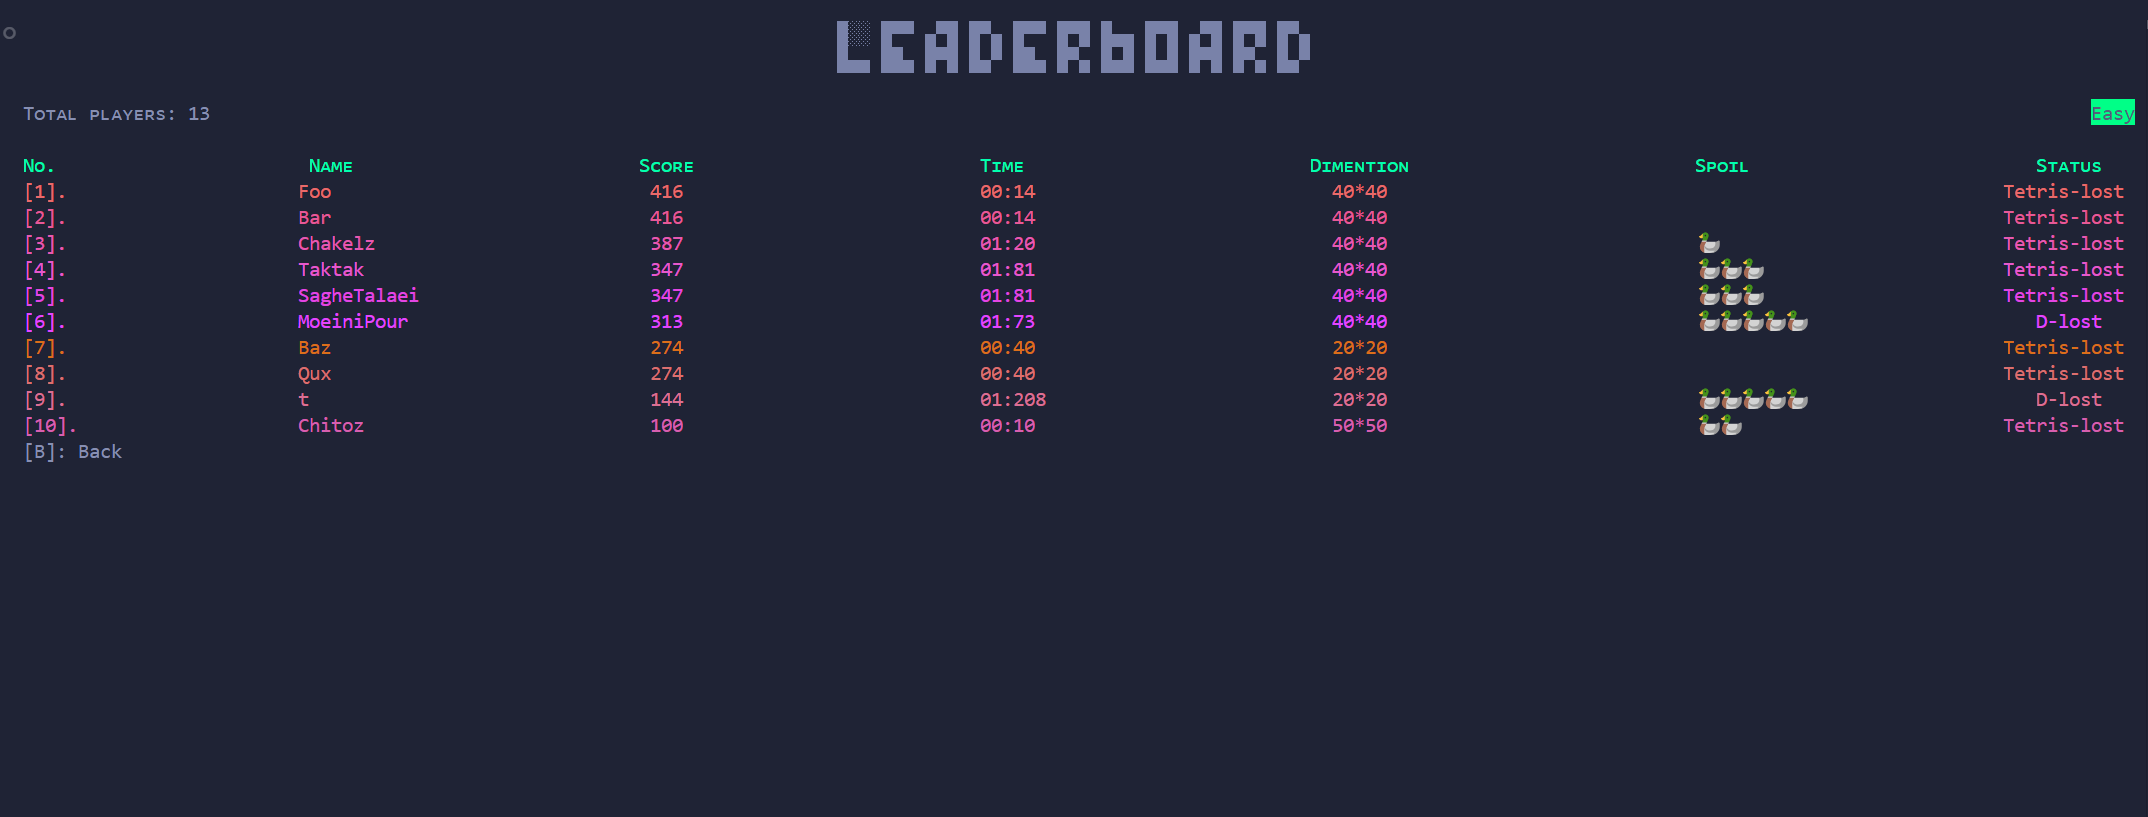 LEADERbOARD
Total players: 13 Easy
No. Name Score Time Dimention Spoil Status
[1]. Foo 416 00:14 40*40 Tetris-lost
[2]. Bar 416 00:14 40*40 Tetris-lost
[3]. Chakelz 387 01:20 40*40 🦆 Tetris-lost
[4]. Taktak 347 01:81 40*40 🦆🦆🦆 Tetris-lost
[5]. SagheTalaei 347 01:81 40*40 🦆🦆🦆 Tetris-lost
[6]. MoeiniPour 313 01:73 40*40 🦆🦆🦆🦆🦆 D-lost
[7]. Baz 274 00:40 20*20 Tetris-lost
[8]. Qux 274 00:40 20*20 Tetris-lost
[9]. t 144 01:208 20*20 🦆🦆🦆🦆🦆 D-lost
[10]. Chitoz 100 00:10 50*50 🦆🦆 Tetris-lost
[B]: Back